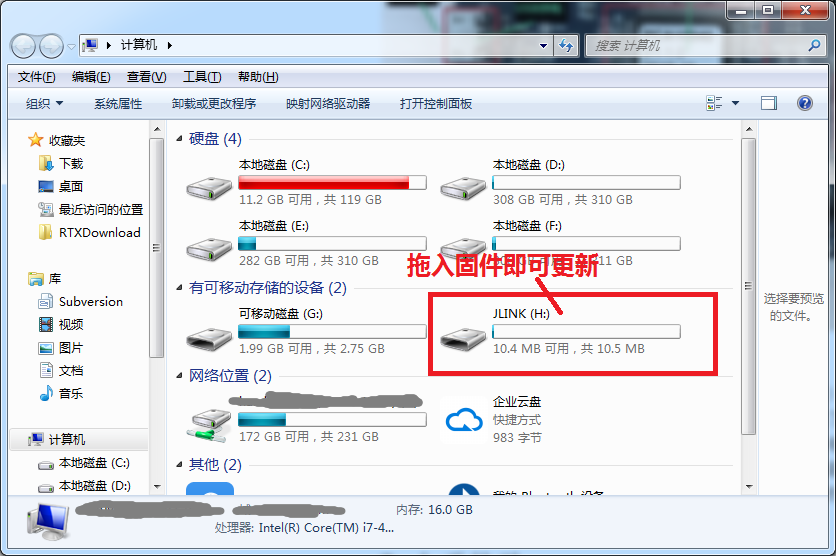 计算机
搜索 计算机
文件(F) 编辑(E) 查看(V) 工具(T) 帮助(H)
组织 系统属性 卸载或更改程序 映射网络驱动器 打开控制面板
收藏夹
下载
桌面
最近访问的位置
RTXDownload
库
Subversion
视频
图片
文档
音乐
计算机
本地磁盘 (C:)
本地磁盘 (D:)
硬盘 (4)
本地磁盘 (C:)
11.2 GB 可用，共 119 GB
本地磁盘 (D:)
308 GB 可用，共 310 GB
本地磁盘 (E:)
282 GB 可用，共 310 GB
本地磁盘 (F:)
11 GB
拖入固件即可更新
有可移动存储的设备 (2)
可移动磁盘 (G:)
1.99 GB 可用，共 2.75 GB
JLINK (H:)
10.4 MB 可用，共 10.5 MB
网络位置 (2)
172 GB 可用，共 231 GB
企业云盘
快捷方式
983 字节
其他 (2)
我的 Bluetooth 设备
选择要预览
的文件。
内存: 16.0 GB
处理器: Intel(R) Core(TM) i7-4...